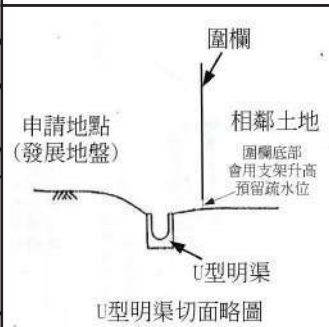 圍欄
申請地點
(發展地盤)
相鄰土地
圍欄底部
會用支架升高
預留疏水位
U型明渠
U型明渠切面略圖